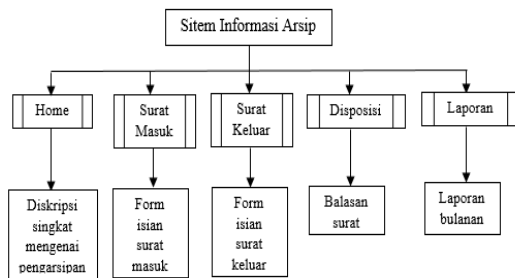 Sitem Informasi Arsip
Home
Surat
Masuk
Surat
Keluar
Disposisi
Laporan
Diskripsi
singkat
mengenai
pengarsipan
Form
isian
surat
masuk
Form
isian
surat
keluar
Balasan
surat
Laporan
bulanan